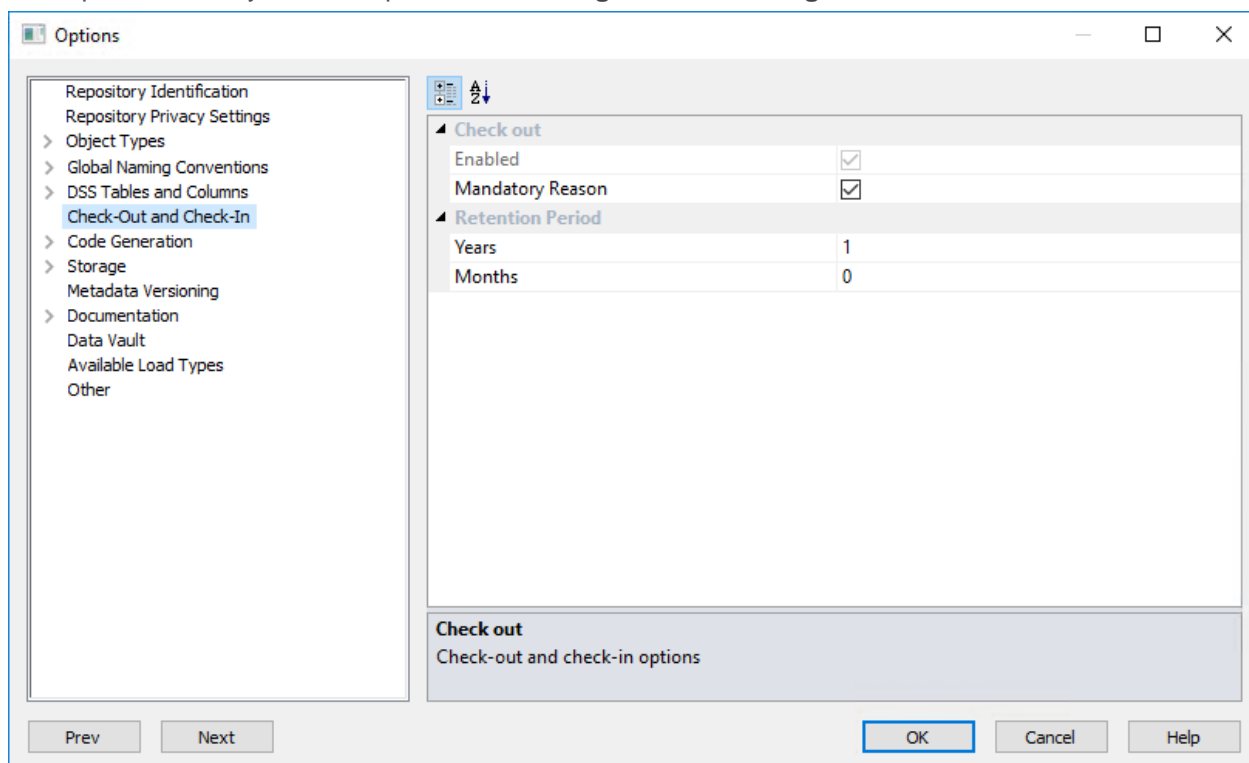 Options
Repository Identification
Repository Privacy Settings
Object Types
Global Naming Conventions
DSS Tables and Columns
Check-Out and Check-In
Code Generation
Storage
Metadata Versioning
Documentation
Data Vault
Available Load Types
Other
Check out
Enabled
Mandatory Reason
Retention Period
Years 1
Months 0
Check out
Check-out and check-in options
Prev Next OK Cancel Help